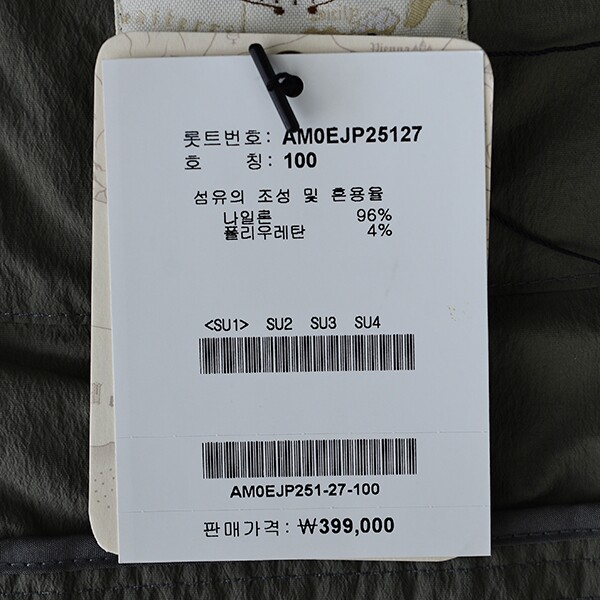 Sicily
Vienna
롯트번호: AM0EJP25127
호 칭: 100
섬유의 조성 및 혼용율
나일론 96%
폴리우레탄 4%
<SU1> SU2 SU3 SU4
AM0EJP251-27-100
판매가격: ₩399,000